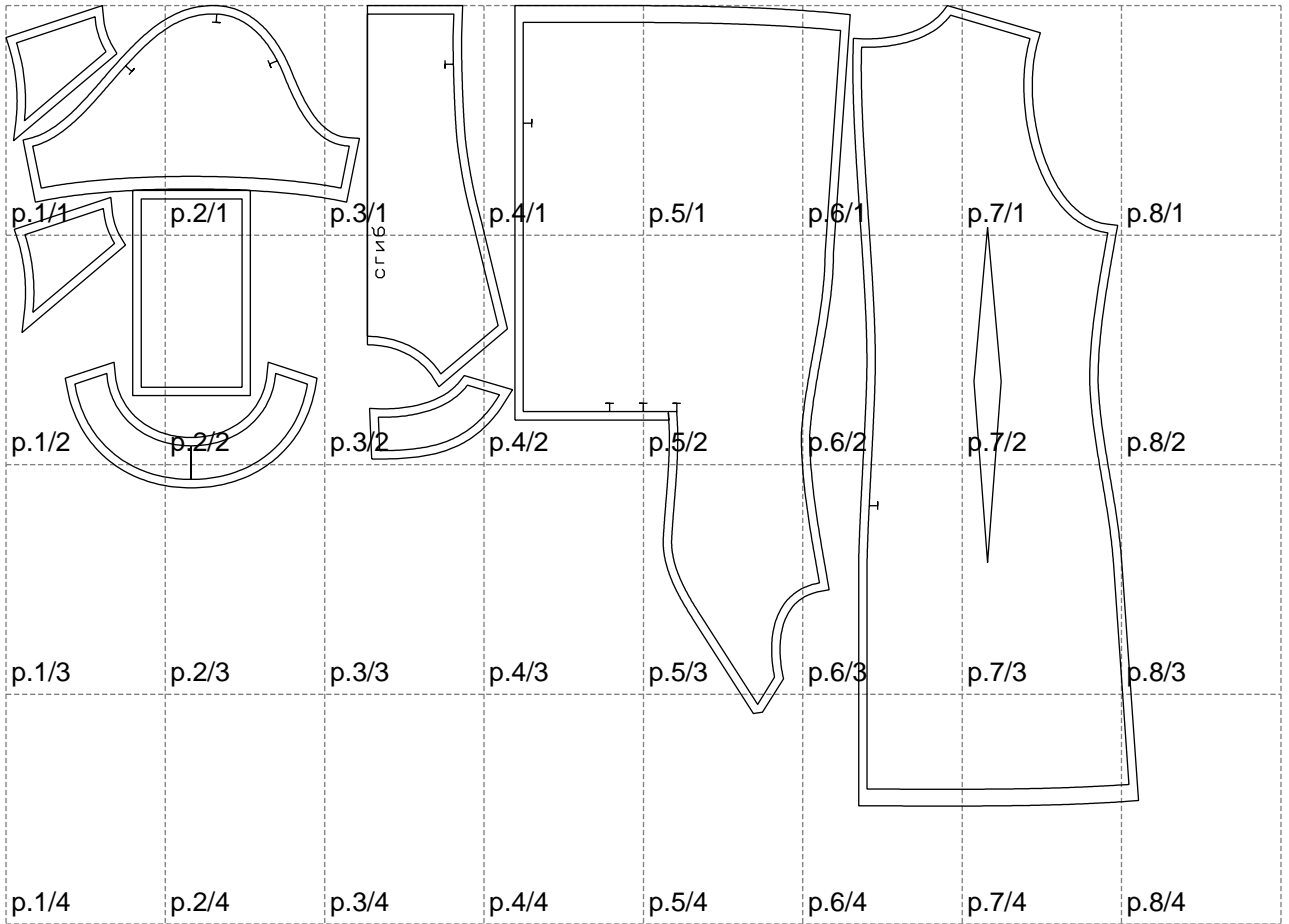 p.1/1 p.2/1 p.3/1 p.4/1 p.5/1 p.6/1 p.7/1 p.8/1
сгиб
p.1/2 p.2/2 p.3/2 p.4/2 p.5/2 p.6/2 p.7/2 p.8/2
p.1/3 p.2/3 p.3/3 p.4/3 p.5/3 p.6/3 p.7/3 p.8/3
p.1/4 p.2/4 p.3/4 p.4/4 p.5/4 p.6/4 p.7/4 p.8/4